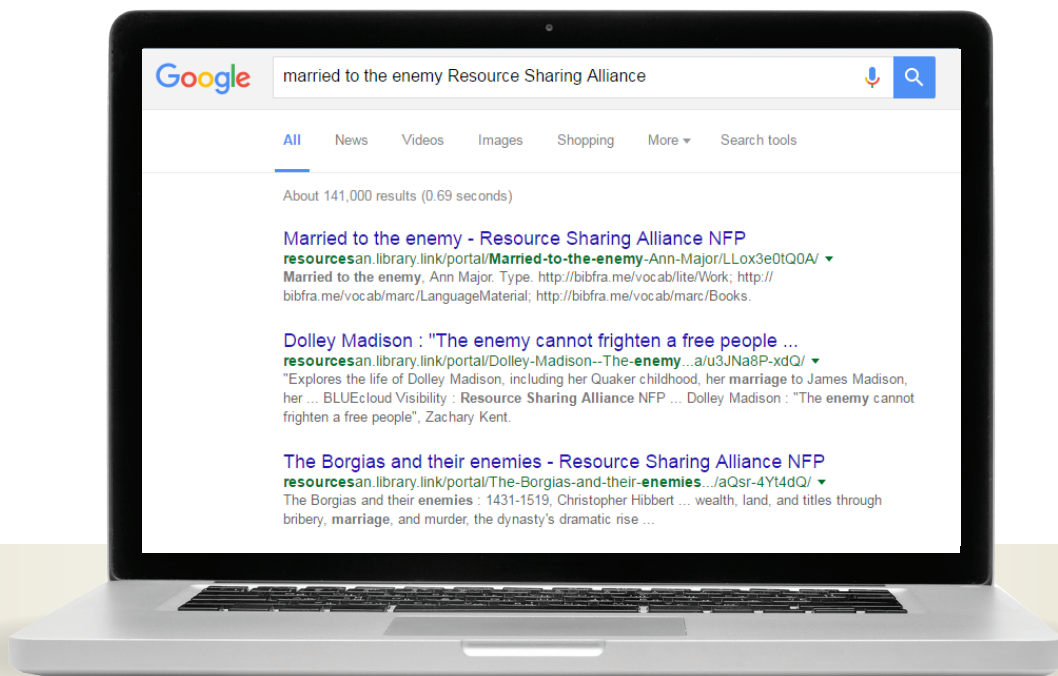 Google
married to the enemy Resource Sharing Alliance
All News Videos Images Shopping More Search tools
About 141,000 results (0.69 seconds)
Married to the enemy - Resource Sharing Alliance NFP
resourcesan.library.link/portal/Married-to-the-enemy-Ann-Major/LLox3e0tQ0A/
Married to the enemy, Ann Major. Type. http://bibfra.me/vocab/lite/Work; http://
bibfra.me/vocab/marc/LanguageMaterial; http://bibfra.me/vocab/marc/Books.
Dolley Madison : "The enemy cannot frighten a free people ...
resourcesan.library.link/portal/Dolley-Madison--The-enemy...a/u3JNa8P-xdQ/
"Explores the life of Dolley Madison, including her Quaker childhood, her marriage to James Madison,
her ... BLUEcloud Visibility : Resource Sharing Alliance NFP ... Dolley Madison : "The enemy cannot
frighten a free people", Zachary Kent.
The Borgias and their enemies - Resource Sharing Alliance NFP
resourcesan.library.link/portal/The-Borgias-and-their-enemies.../aQsr-4Yt4dQ/
The Borgias and their enemies : 1431-1519, Christopher Hibbert ... wealth, land, and titles through
bribery, marriage, and murder, the dynasty's dramatic rise ...